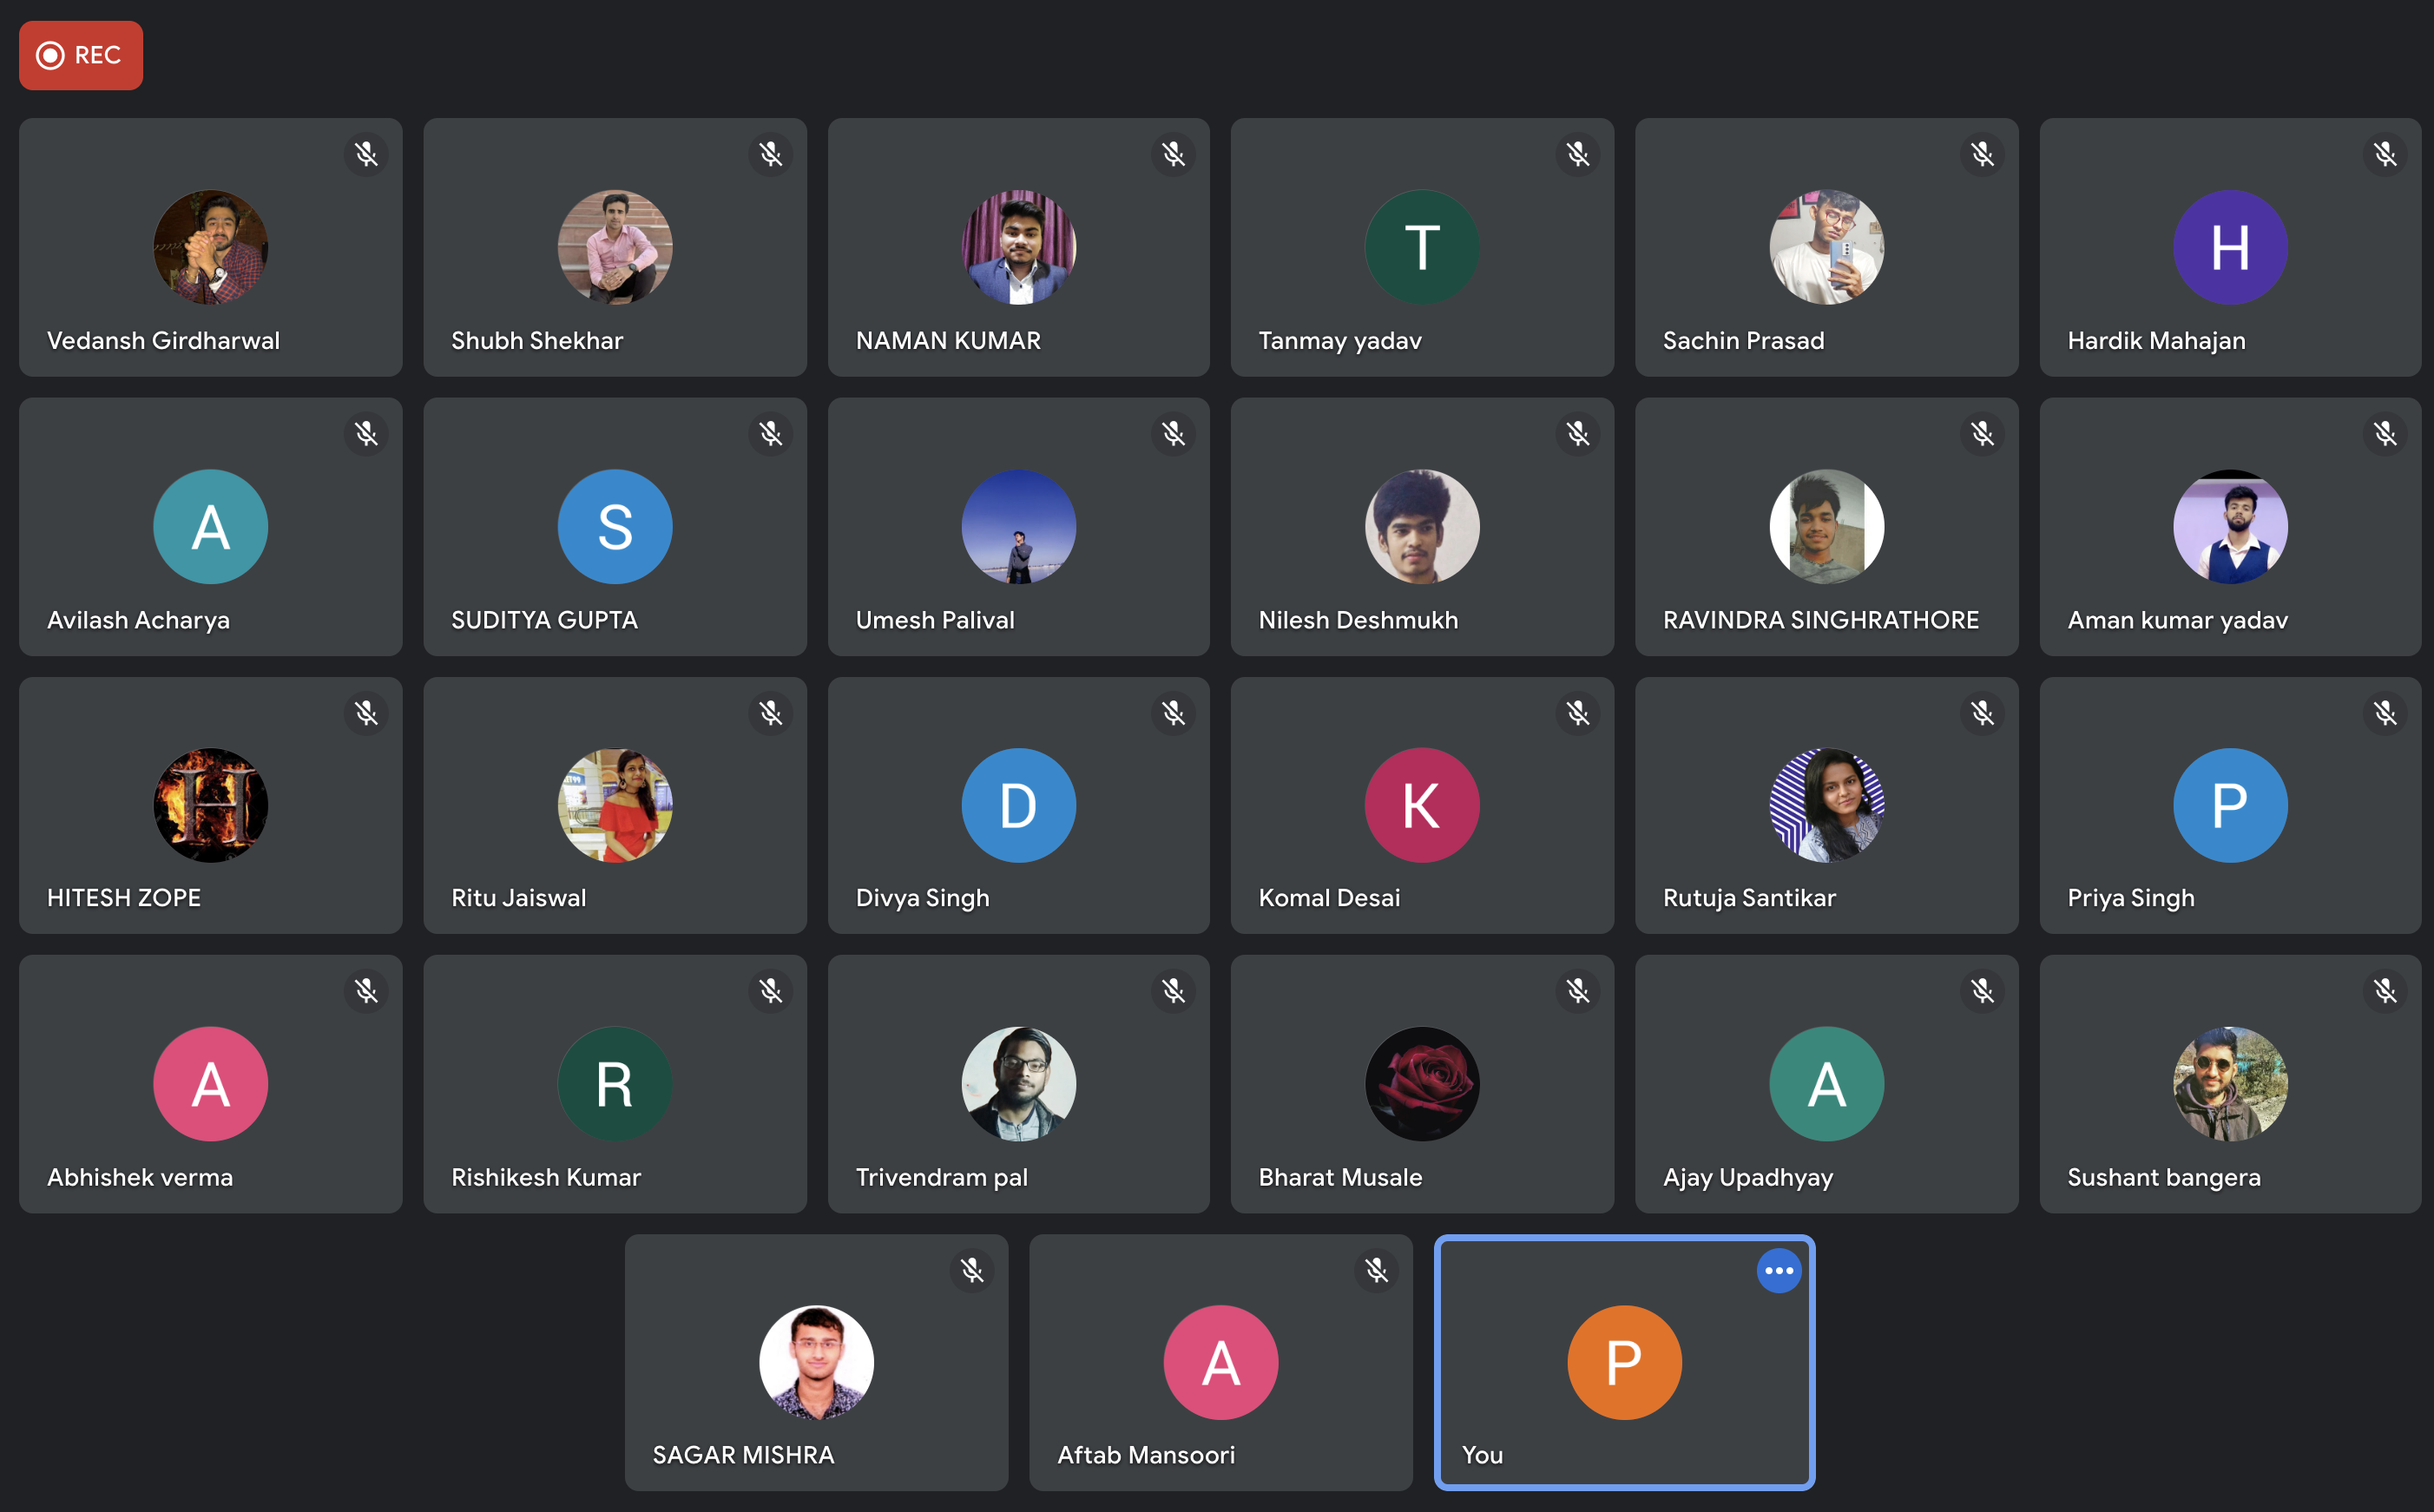 REC
Vedansh Girdharwal
Shubh Shekhar
NAMAN KUMAR
T
Tanmay yadav
Sachin Prasad
H
Hardik Mahajan
A
Avilash Acharya
S
SUDITYA GUPTA
Umesh Palival
Nilesh Deshmukh
RAVINDRA SINGHRATHORE
Aman kumar yadav
H
HITESH ZOPE
Ritu Jaiswal
D
Divya Singh
K
Komal Desai
Rutuja Santikar
P
Priya Singh
A
Abhishek verma
R
Rishikesh Kumar
Trivendram pal
Bharat Musale
A
Ajay Upadhyay
Sushant bangera
SAGAR MISHRA
A
Aftab Mansoori
P
You